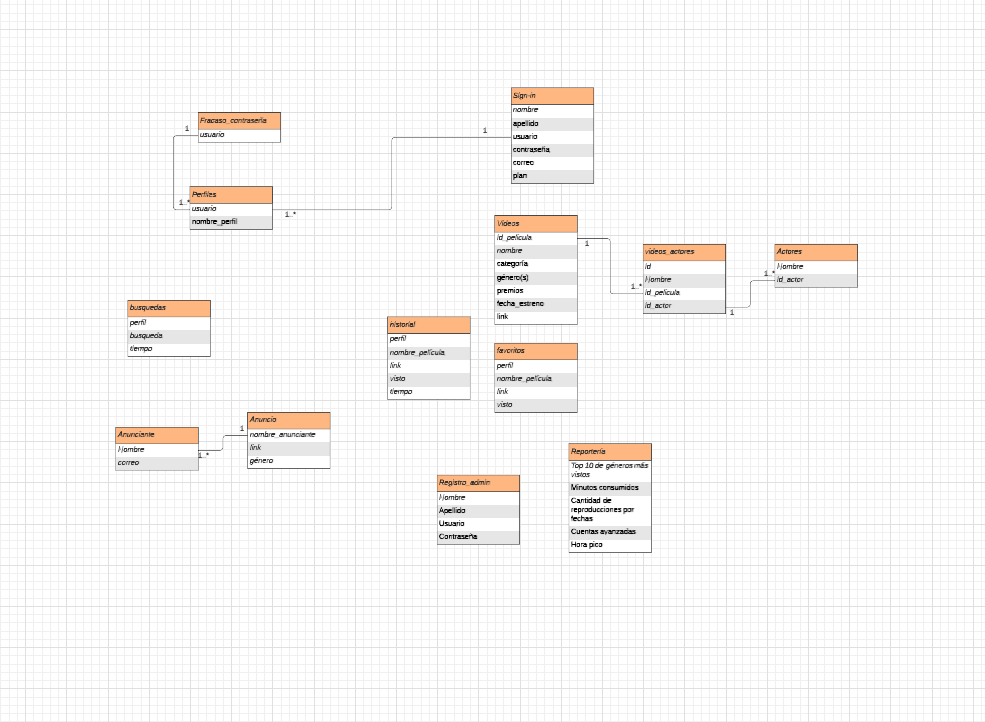 Sign-in
nombre
apellido
usuario
contraseña
correo
plan
Fracaso_contraseña
usuario
1
1
1..*
1..*
Perfiles
usuario
nombre_perfil
Videos
id_película
nombre
categoría
género(s)
premios
fecha_estreno
link
1
1..*
videos_actores
id
Nombre
id_película
id_actor
1
1..*
Actores
Nombre
id_actor
busquedas
perfil
busqueda
tiempo
historial
perfil
nombre_película
link
visto
tiempo
favoritos
perfil
nombre_película
link
visto
Anunciante
Nombre
correo
1..*
1
Anuncio
nombre_anunciante
link
género
Registro_admin
Nombre
Apellido
Usuario
Contraseña
Reportería
Top 10 de géneros más
vistos
Minutos consumidos
Cantidad de
reproducciones por
fechas
Cuentas avanzadas
Hora pico